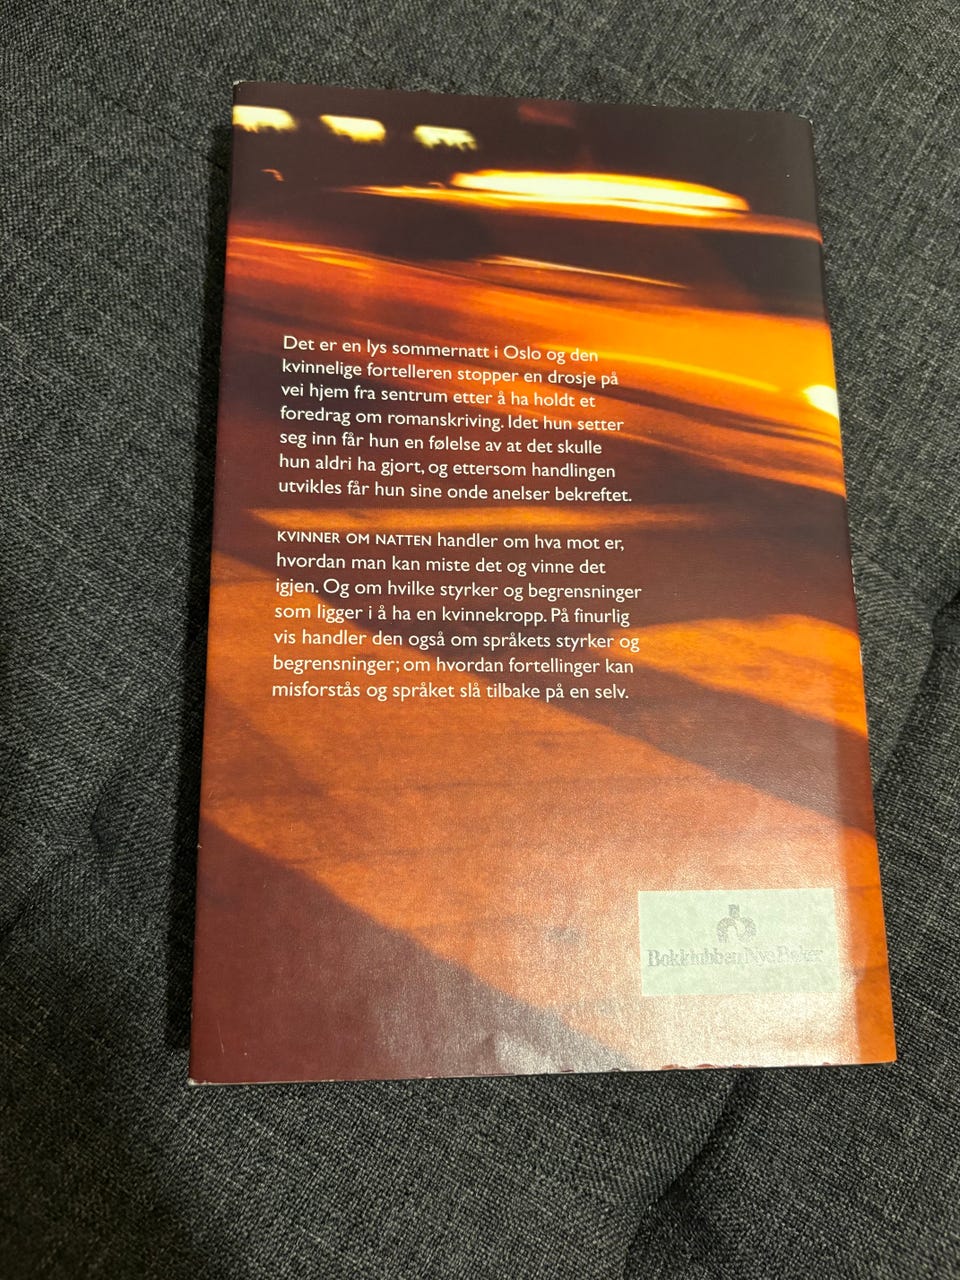 Det er en lys sommernatt i Oslo og den
kvinnelige fortelleren stopper en drosje på
vei hjem fra sentrum etter å ha holdt et
foredrag om romanskriving. Idet hun setter
seg inn får hun en følelse av at det skulle
hun aldri ha gjort, og ettersom handlingen
utvikles får hun sine onde anelser bekreftet.
KVINNER OM NATTEN handler om hva mot er,
hvordan man kan miste det og vinne det
igjen. Og om hvilke styrker og begrensninger
som ligger i å ha en kvinnekropp. På finurlig
vis handler den også om språkets styrker og
begrensninger; om hvordan fortellinger kan
misforstås og språket slå tilbake på en selv.
Bokklubben Nye Bøker